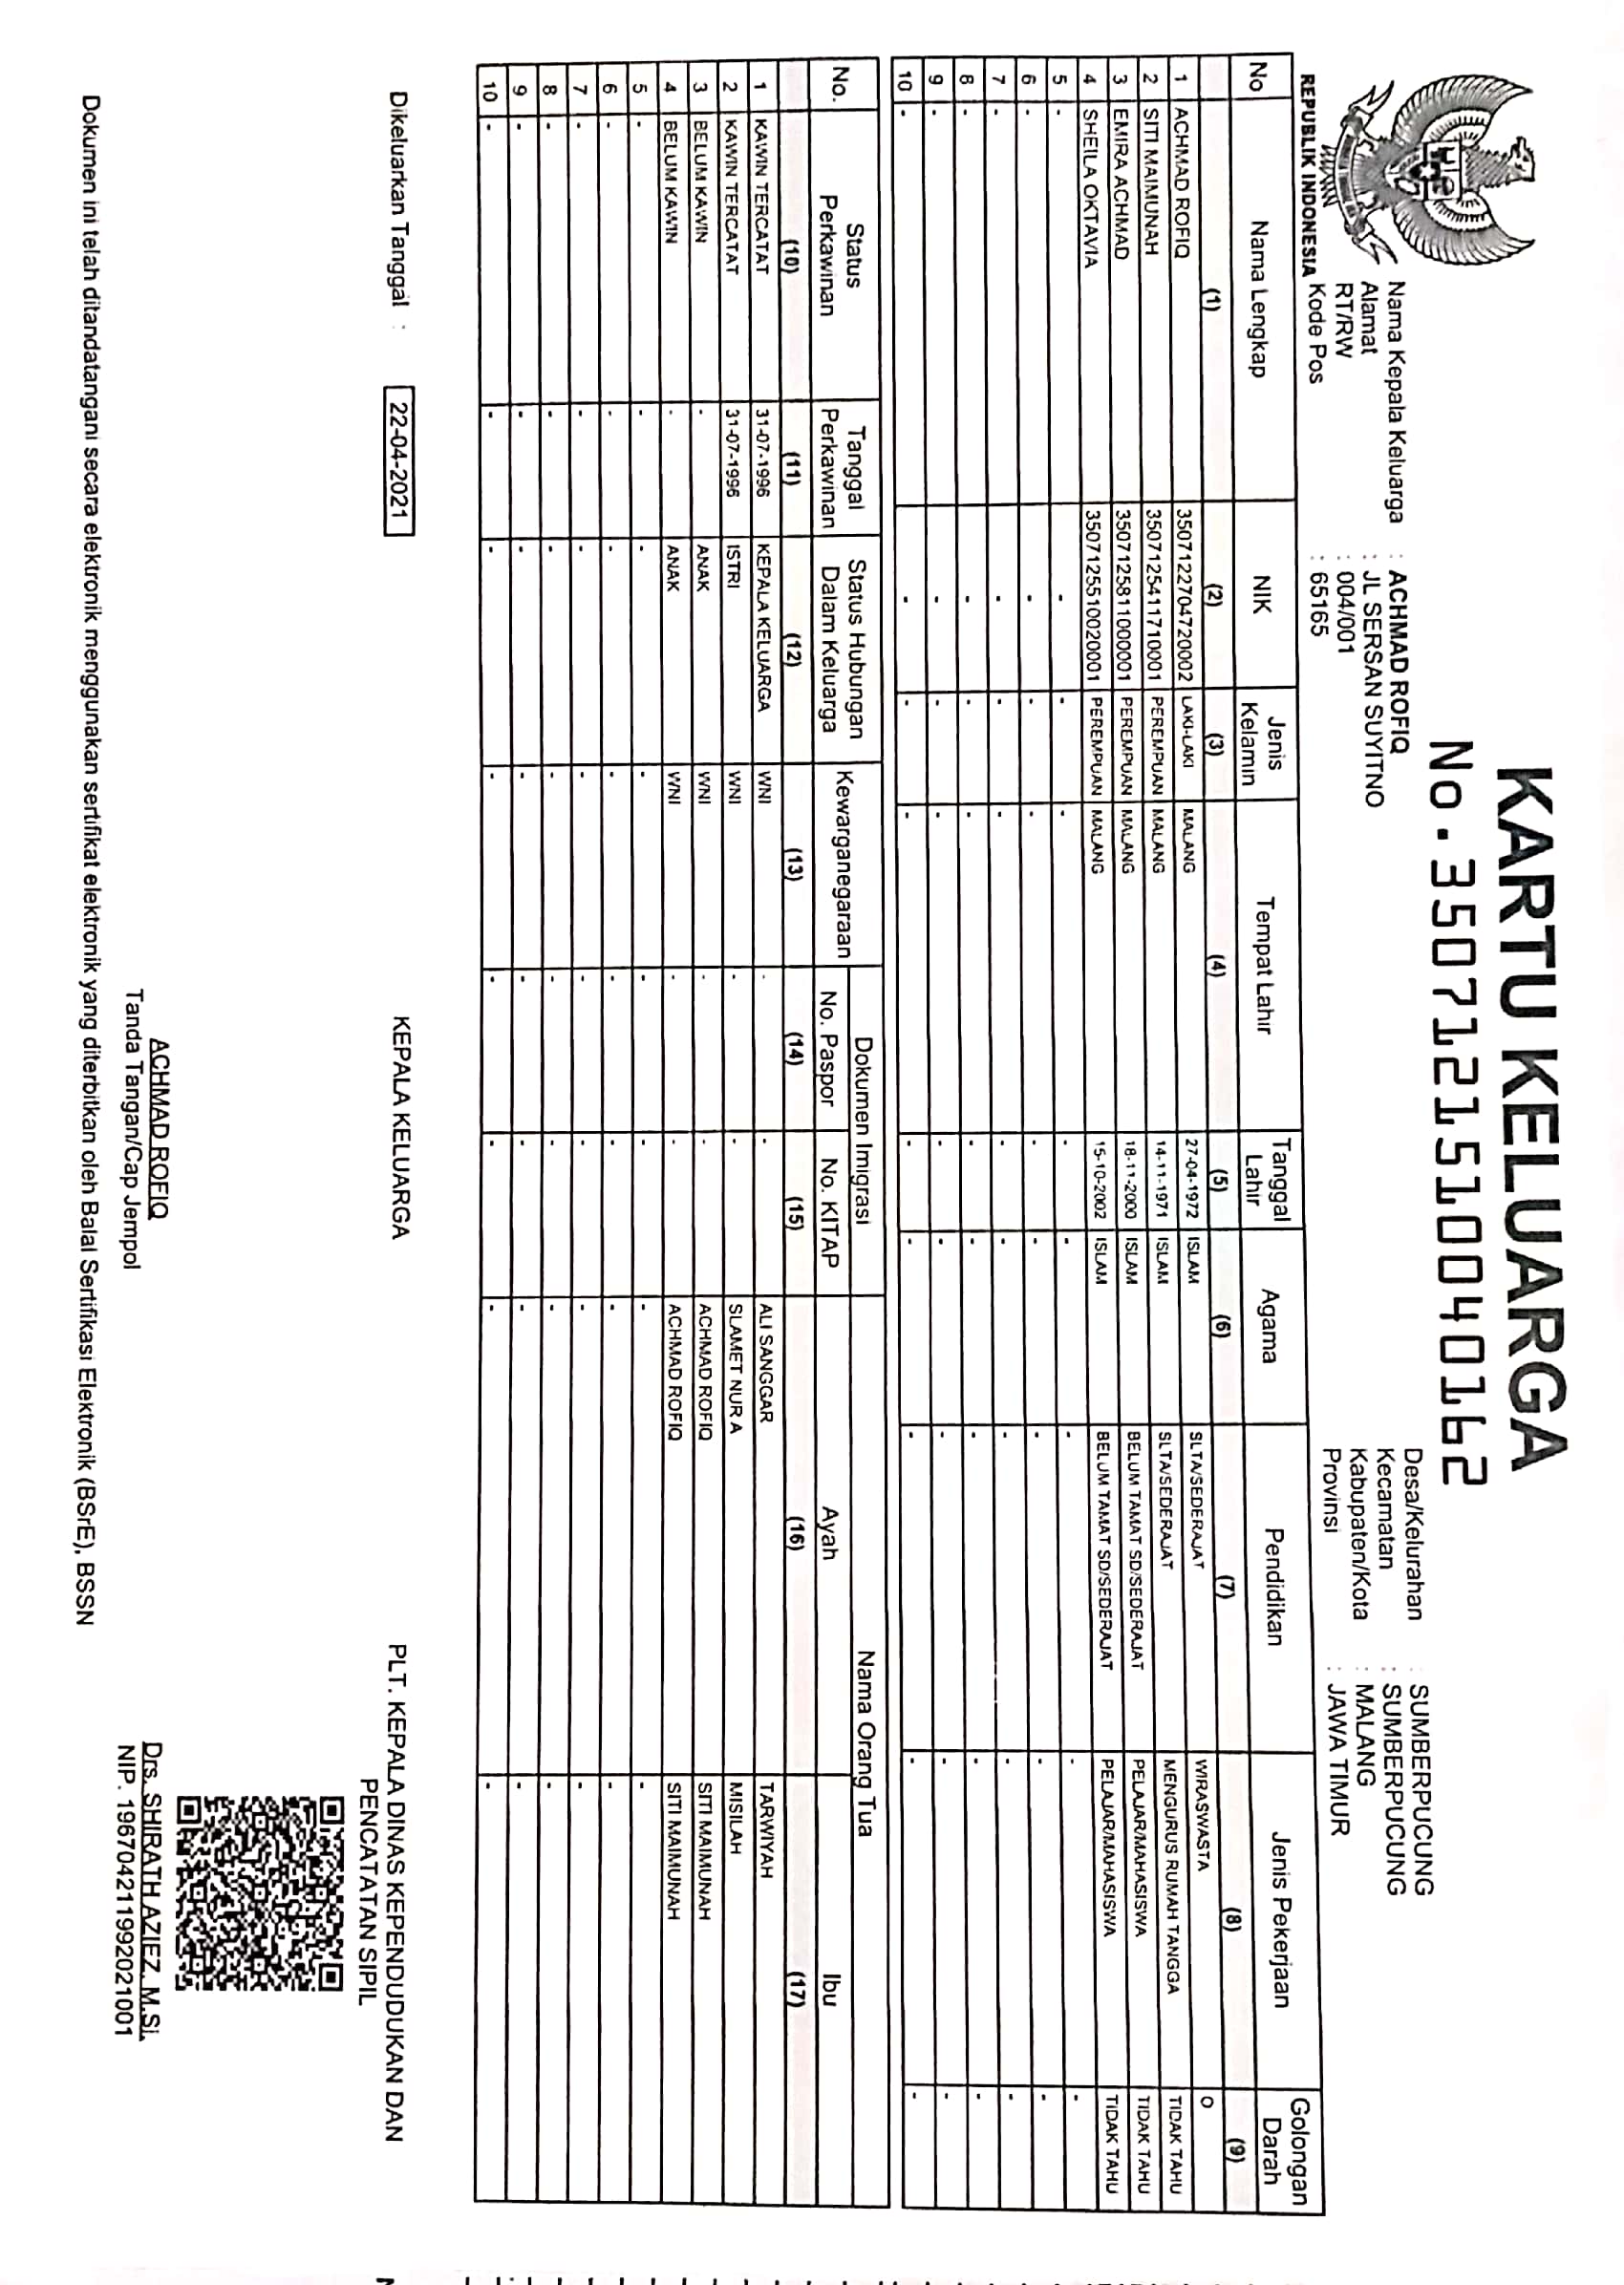 KARTU KELUARGA
No. 3507121510040162
REPUBLIK INDONESIA
Nama Kepala Keluarga : ACHMAD ROFIQ
Alamat : JL SERSAN SUYITNO
RT/RW : 004/001
Kode Pos : 65165
Desa/Kelurahan : SUMBERPUCUNG
Kecamatan : SUMBERPUCUNG
Kabupaten/Kota : MALANG
Provinsi : JAWA TIMUR
No Nama Lengkap NIK Jenis Kelamin Tempat Lahir Tanggal Lahir Agama Pendidikan Jenis Pekerjaan Golongan Darah
(1) (2) (3) (4) (5) (6) (7) (8) (9)
1 ACHMAD ROFIQ 3507122704720002 LAKI-LAKI MALANG 27-04-1972 ISLAM SLTA/SEDERAJAT WIRASWASTA O
2 SITI MAIMUNAH 3507125411710001 PEREMPUAN MALANG 14-11-1971 ISLAM SLTA/SEDERAJAT MENGURUS RUMAH TANGGA TIDAK TAHU
3 EMIRA ACHMAD 3507125811000001 PEREMPUAN MALANG 18-11-2000 ISLAM BELUM TAMAT SD/SEDERAJAT PELAJAR/MAHASISWA TIDAK TAHU
4 SHEILA OKTAVIA 3507125510020001 PEREMPUAN MALANG 15-10-2002 ISLAM BELUM TAMAT SD/SEDERAJAT PELAJAR/MAHASISWA TIDAK TAHU
5 - - - - - - - - -
6 - - - - - - - - -
7 - - - - - - - - -
8 - - - - - - - - -
9 - - - - - - - - -
10 - - - - - - - - -
No. Status Perkawinan Tanggal Perkawinan Status Hubungan Dalam Keluarga Kewarganegaraan Dokumen Imigrasi Nama Orang Tua
No. Paspor No. KITAP Ayah Ibu
(10) (11) (12) (13) (14) (15) (16) (17)
1 KAWIN TERCATAT 31-07-1996 KEPALA KELUARGA WNI - - ALI SANGGAR TARWIYAH
2 KAWIN TERCATAT 31-07-1996 ISTRI WNI - - SLAMET NUR A MISILAH
3 BELUM KAWIN - ANAK WNI - - ACHMAD ROFIQ SITI MAIMUNAH
4 BELUM KAWIN - ANAK WNI - - ACHMAD ROFIQ SITI MAIMUNAH
5 - - - - - - - -
6 - - - - - - - -
7 - - - - - - - -
8 - - - - - - - -
9 - - - - - - - -
10 - - - - - - - -
Dikeluarkan Tanggal : 22-04-2021
KEPALA KELUARGA
ACHMAD ROFIQ
Tanda Tangan/Cap Jempol
PLT. KEPALA DINAS KEPENDUDUKAN DAN
PENCATATAN SIPIL
Drs. SHIRATH AZIEZ, M.Si.
NIP. 196704211992021001
Dokumen ini telah ditandatangani secara elektronik menggunakan sertifikat elektronik yang diterbitkan oleh Balai Sertifikasi Elektronik (BSrE), BSSN